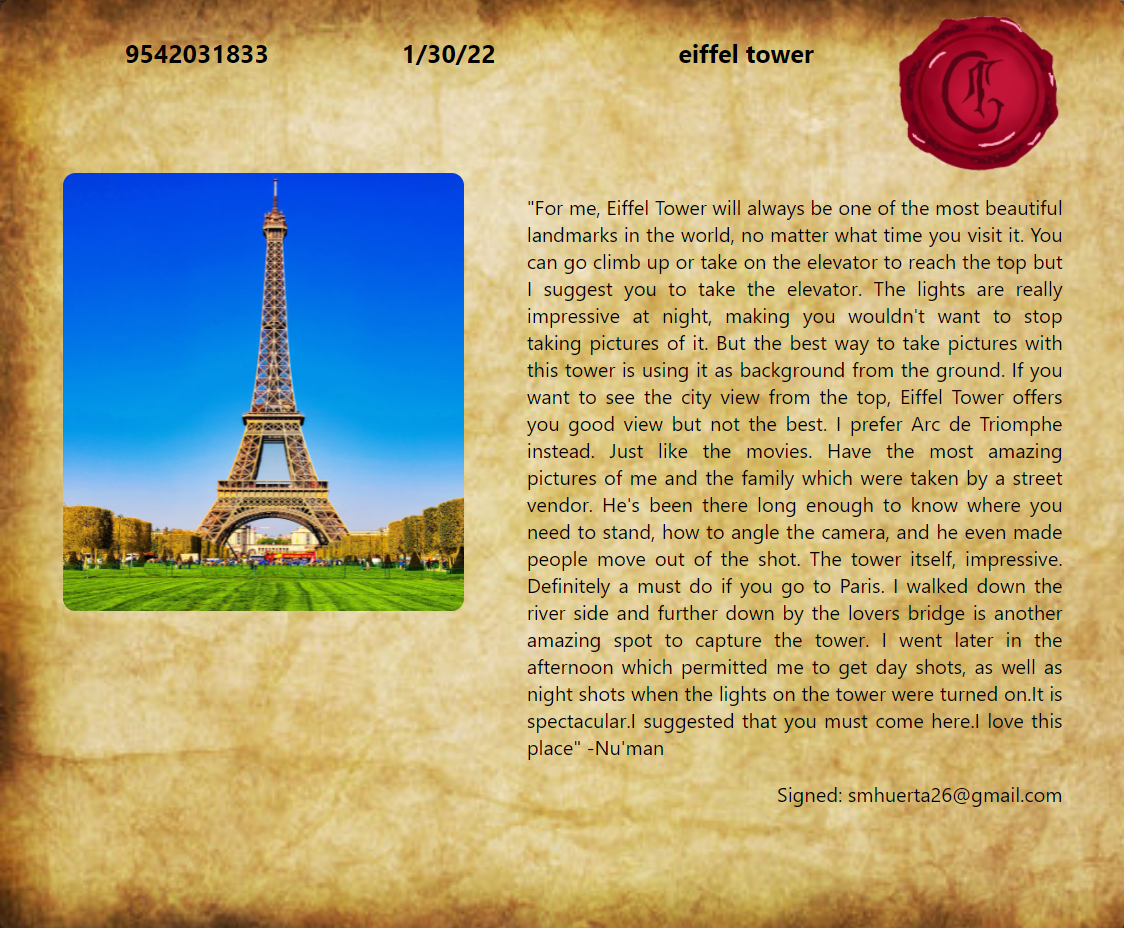 9542031833 1/30/22 eiffel tower
"For me, Eiffel Tower will always be one of the most beautiful
landmarks in the world, no matter what time you visit it. You
can go climb up or take on the elevator to reach the top but
I suggest you to take the elevator. The lights are really
impressive at night, making you wouldn't want to stop
taking pictures of it. But the best way to take pictures with
this tower is using it as background from the ground. If you
want to see the city view from the top, Eiffel Tower offers
you good view but not the best. I prefer Arc de Triomphe
instead. Just like the movies. Have the most amazing
pictures of me and the family which were taken by a street
vendor. He's been there long enough to know where you
need to stand, how to angle the camera, and he even made
people move out of the shot. The tower itself, impressive.
Definitely a must do if you go to Paris. I walked down the
river side and further down by the lovers bridge is another
amazing spot to capture the tower. I went later in the
afternoon which permitted me to get day shots, as well as
night shots when the lights on the tower were turned on.It is
spectacular.I suggested that you must come here.I love this
place" -Nu'man
Signed: smhuerta26@gmail.com